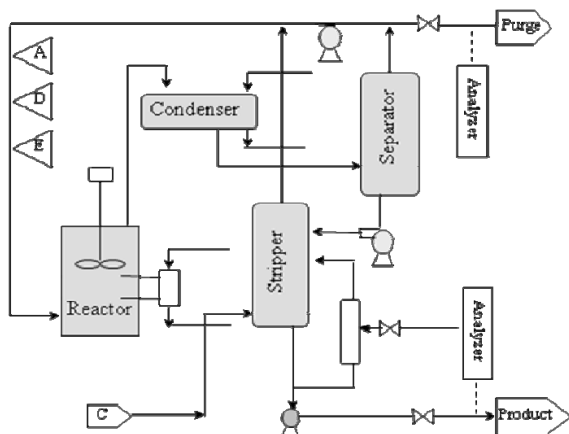 Purge
A
Analyzer
Condenser
Separator
D
E
Stripper
Reactor
Analyzer
C
Product